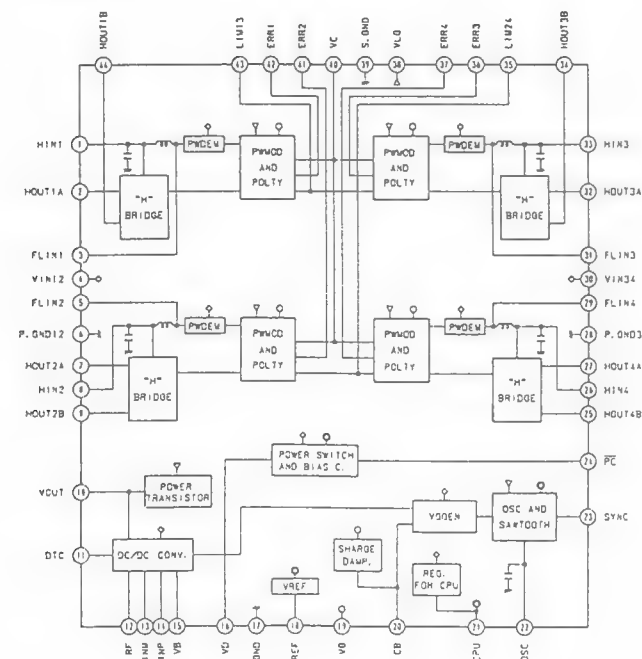 HOUT1B
44
LIM13
43
ERR1
42
ERR2
41
VC
40
S.GND
39
VLO
38
ERR4
37
ERR3
36
LIM24
35
HOUT3B
34
HIN1
1
HOUT1A
2
FLIN1
3
VIN12
4
FLIN2
5
P.GND12
6
HOUT2A
7
HIN2
8
HOUT2B
9
VOUT
10
DTC
11
33
HIN3
32
HOUT3A
31
FLIN3
30
VIN34
29
FLIN4
28
P.GND3
27
HOUT4A
26
HIN4
25
HOUT4B
24
PC
23
SYNC
PWDEM
PWMCD
AND
POLTY
"H"
BRIDGE
PWMCD
AND
POLTY
PWDEM
"H"
BRIDGE
PWDEM
PWMCD
AND
POLTY
"H"
BRIDGE
PWMCD
AND
POLTY
PWDEM
"H"
BRIDGE
POWER SWITCH
AND BIAS C.
POWER
TRANSISTOR
DC/DC CONV.
VODEN
OSC AND
SAWTOOTH
SHARGE
DAMP.
REG.
FOR CPU
VREF
12
RF
13
INM
14
INP
15
VB
16
VD
17
GND
18
REF
19
VO
20
CB
21
CPU
22
OSC